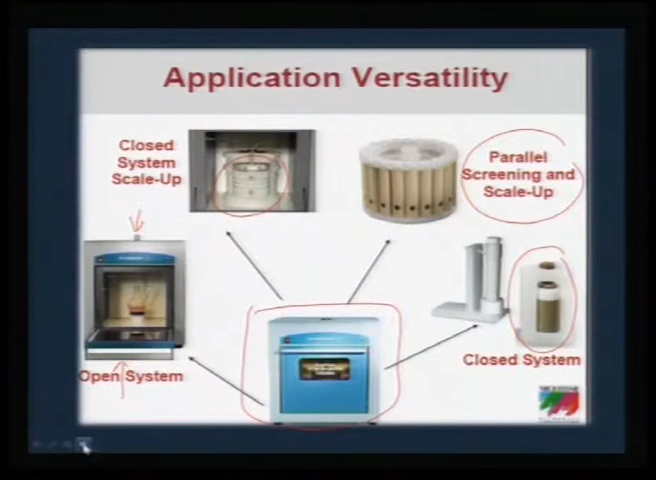 Application Versatility
Closed
System
Scale-Up
Parallel
Screening and
Scale-Up
Open System
Closed System